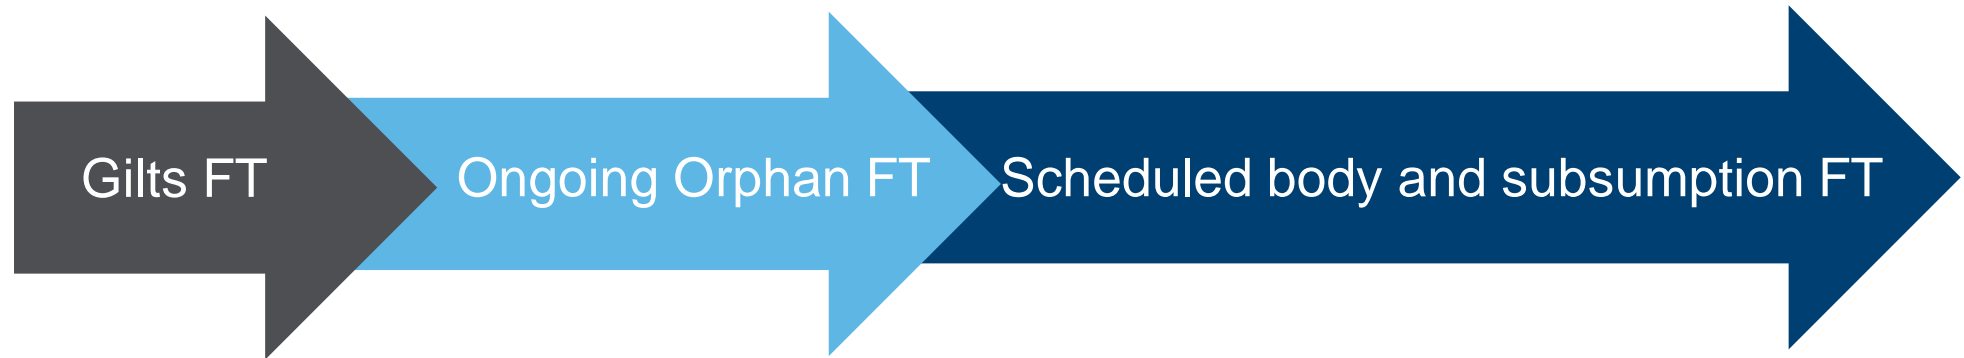 Gilts FT
Ongoing Orphan FT
Scheduled body and subsumption FT